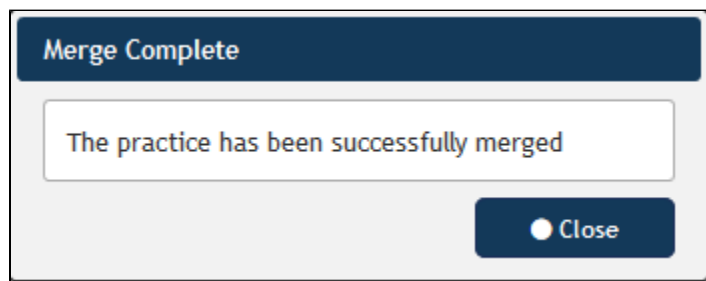 Merge Complete
The practice has been successfully merged
Close